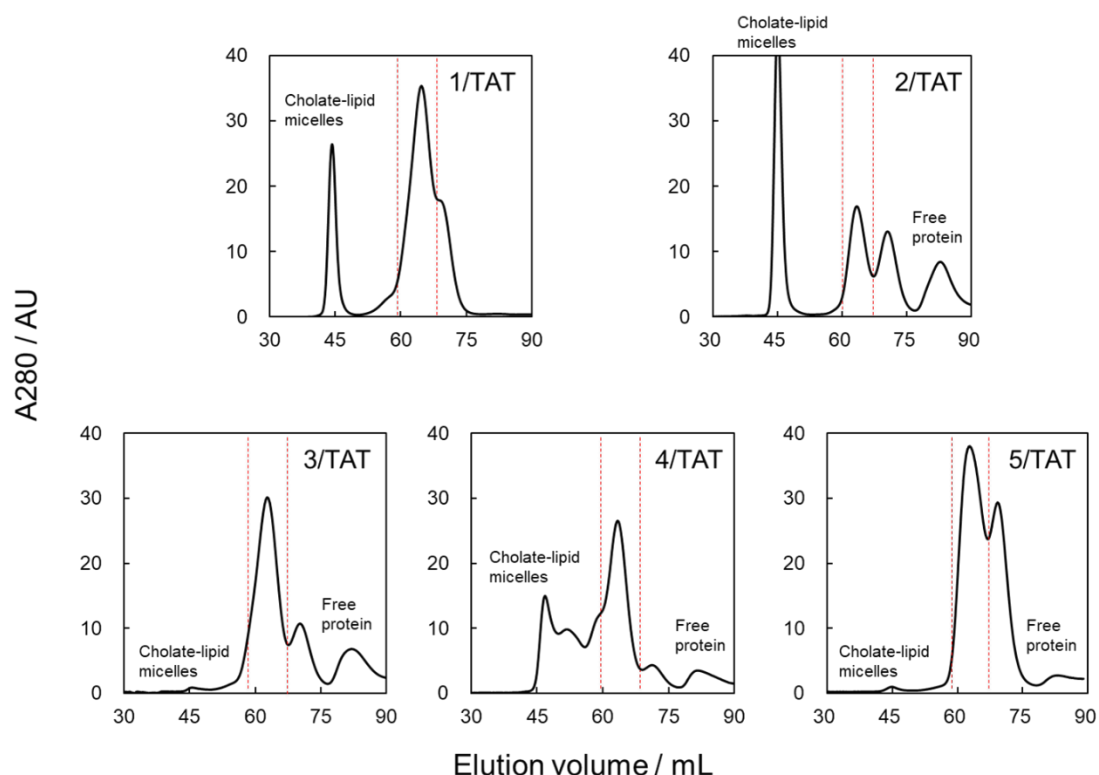 Cholate-lipid
micelles
40
30
20
10
0
30 45 60 75 90
Cholate-lipid
micelles
1/TAT
40
30
20
10
0
30 45 60 75 90
2/TAT
Free
protein
A280 / AU
40
30
20
10
0
30 45 60 75 90
3/TAT
Cholate-lipid
micelles
Free
protein
40
30
20
10
0
30 45 60 75 90
4/TAT
Cholate-lipid
micelles
Free
protein
40
30
20
10
0
30 45 60 75 90
5/TAT
Cholate-lipid
micelles
Free
protein
Elution volume / mL